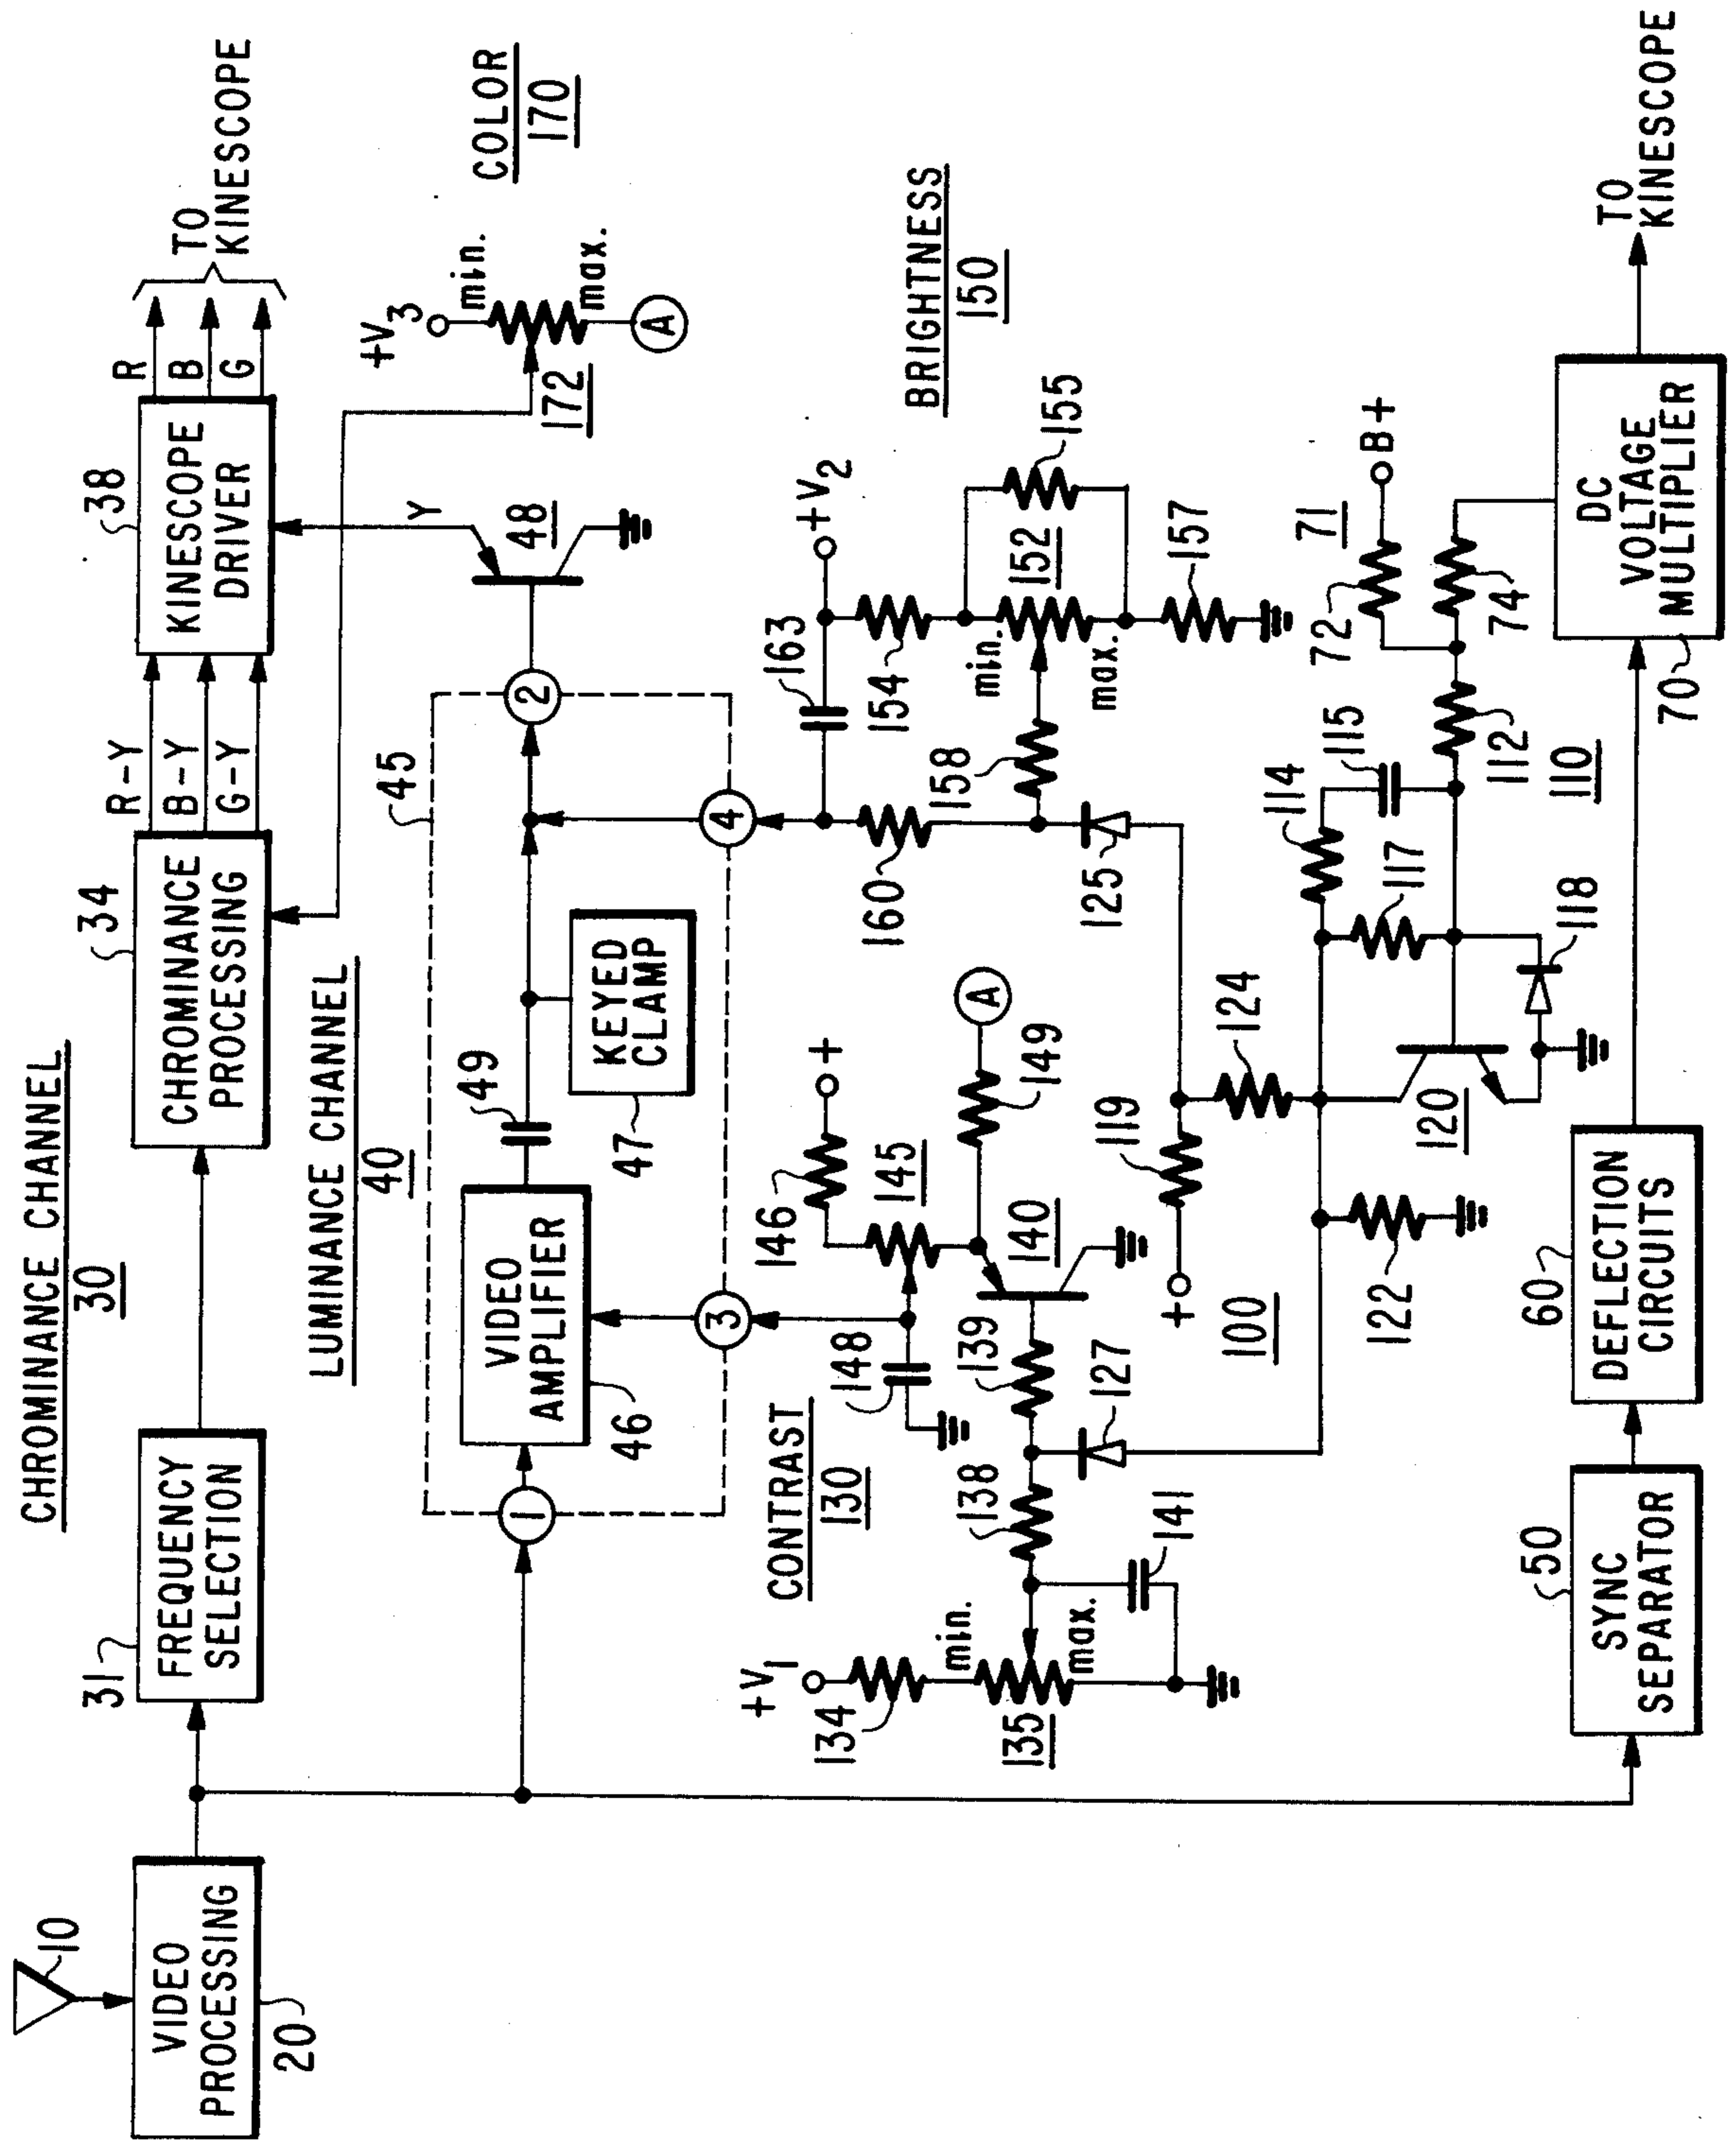 10
VIDEO
PROCESSING
20
CHROMINANCE CHANNEL
30
31
FREQUENCY
SELECTION
34
CHROMINANCE
PROCESSING
R-Y
B-Y
G-Y
38
KINESCOPE
DRIVER
R
B
G
TO
KINESCOPE
LUMINANCE CHANNEL
40
45
1
VIDEO
AMPLIFIER
46
49
KEYED
CLAMP
47
2
3
4
Y
48
+V3
min.
max.
172
A
COLOR
170
CONTRAST
130
+V1
134
min.
max.
135
138
141
139
127
148
146
+
145
140
149
A
BRIGHTNESS
150
163
+V2
154
min.
max.
152
155
157
158
160
125
100
+
119
124
122
120
114
117
115
118
112
110
72
71
B+
74
50
SYNC
SEPARATOR
60
DEFLECTION
CIRCUITS
70
DC
VOLTAGE
MULTIPLIER
TO
KINESCOPE